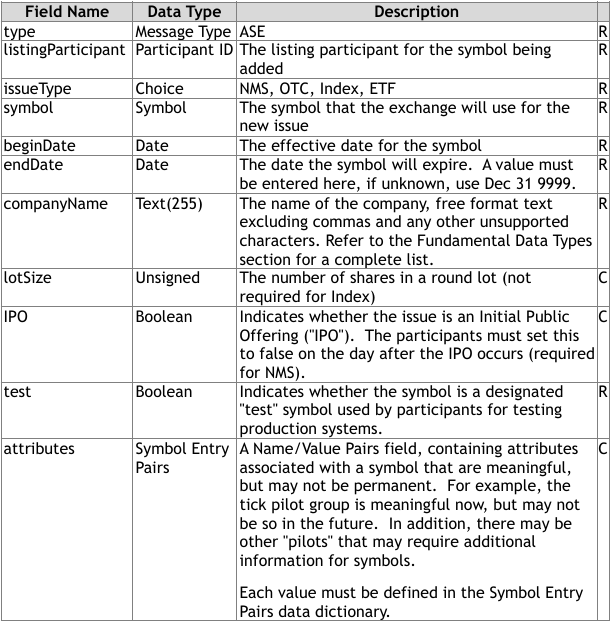 Field Name Data Type Description
type Message Type ASE R
listingParticipant Participant ID The listing participant for the symbol being R
added
issueType Choice NMS, OTC, Index, ETF R
symbol Symbol The symbol that the exchange will use for the R
new issue
beginDate Date The effective date for the symbol R
endDate Date The date the symbol will expire.  A value must R
be entered here, if unknown, use Dec 31 9999.
companyName Text(255) The name of the company, free format text R
excluding commas and any other unsupported
characters. Refer to the Fundamental Data Types
section for a complete list.
lotSize Unsigned The number of shares in a round lot (not C
required for Index)
IPO Boolean Indicates whether the issue is an Initial Public C
Offering ("IPO").  The participants must set this
to false on the day after the IPO occurs (required
for NMS).
test Boolean Indicates whether the symbol is a designated R
"test" symbol used by participants for testing
production systems.
attributes Symbol Entry A Name/Value Pairs field, containing attributes C
Pairs associated with a symbol that are meaningful,
but may not be permanent.  For example, the
tick pilot group is meaningful now, but may not
be so in the future.  In addition, there may be
other "pilots" that may require additional
information for symbols.
Each value must be defined in the Symbol Entry
Pairs data dictionary.